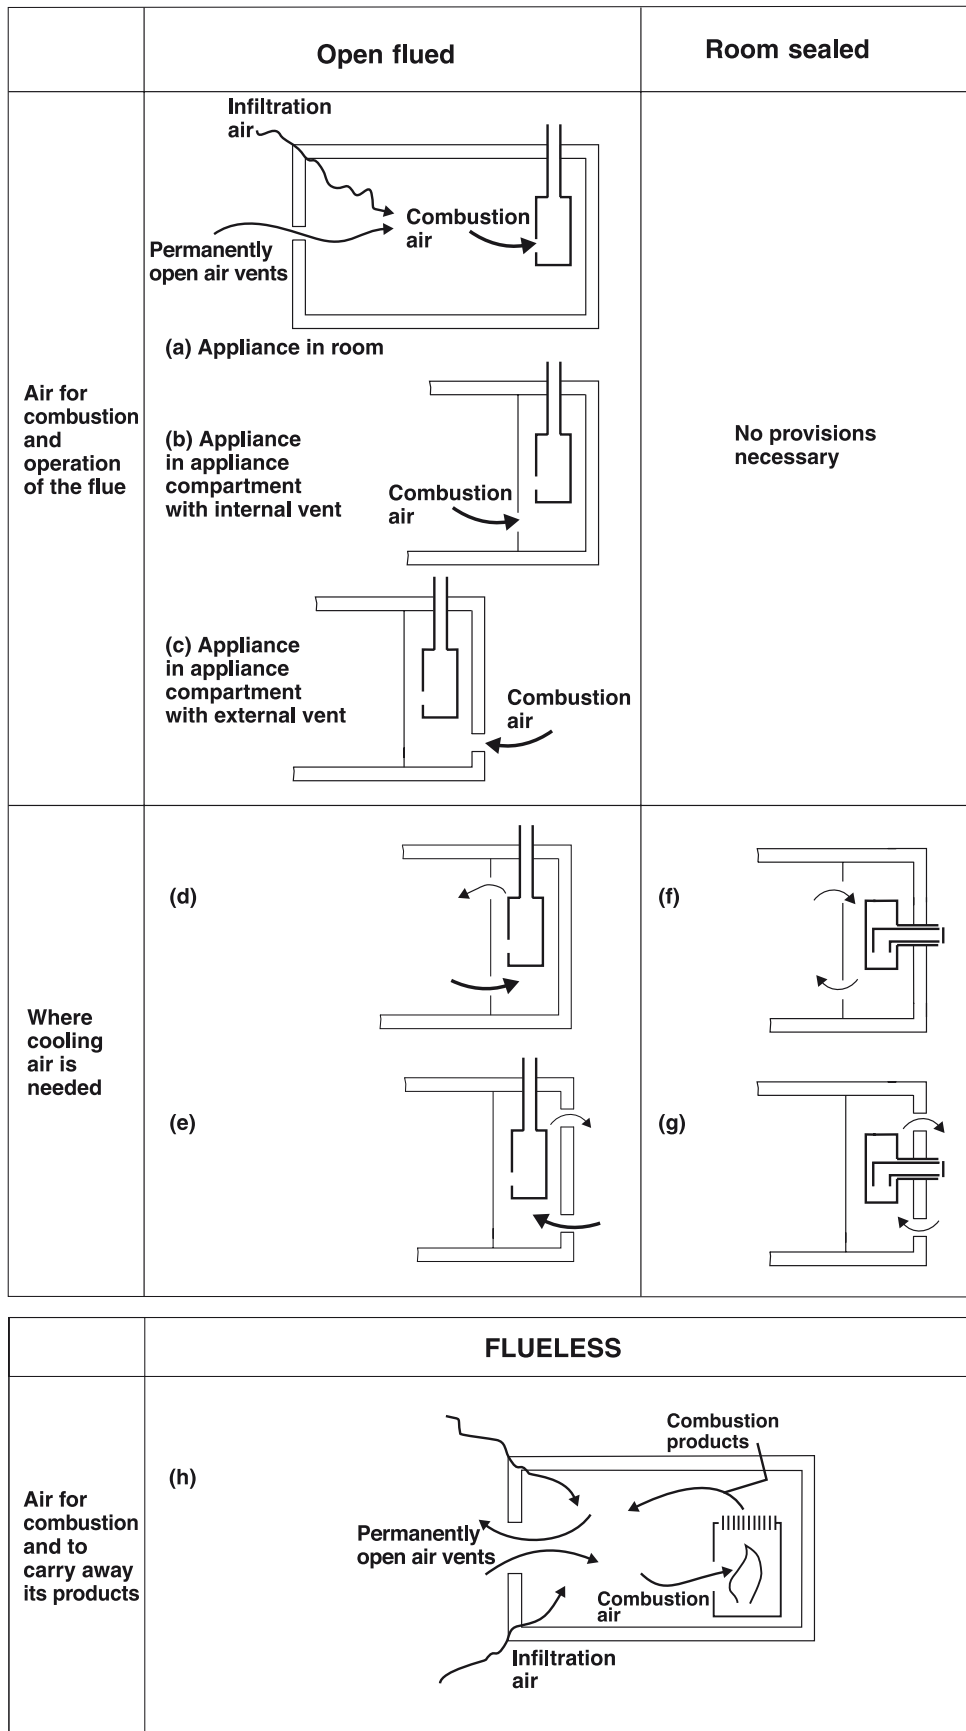 Open flued
Room sealed
Air for
combustion
and
operation
of the flue
Infiltration
air
Permanently
open air vents
Combustion
air
(a) Appliance in room
(b) Appliance
in appliance
compartment
with internal vent
Combustion
air
(c) Appliance
in appliance
compartment
with external vent
Combustion
air
No provisions
necessary
Where
cooling
air is
needed
(d)
(e)
(f)
(g)
FLUELESS
Air for
combustion
and to
carry away
its products
(h)
Combustion
products
Permanently
open air vents
Combustion
air
Infiltration
air